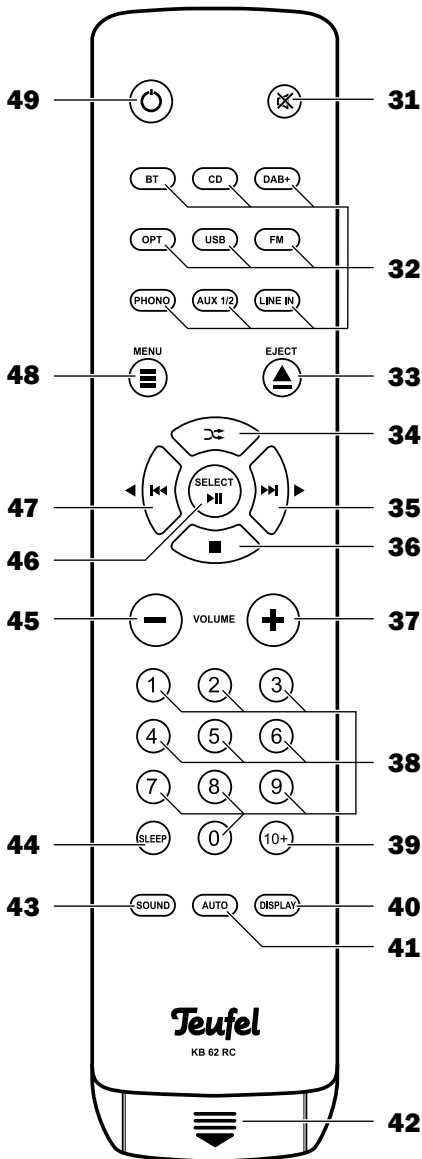 49 31
BT CD DAB+
OPT USB FM 32
PHONO AUX 1/2 LINE IN
MENU EJECT
48 33
34
SELECT
47 35
46 36
45 VOLUME 37
1 2 3
4 5 6
38
7 8 9
44 SLEEP 0 10+ 39
43 SOUND AUTO DISPLAY 40
41
Teufel
KB 62 RC
42